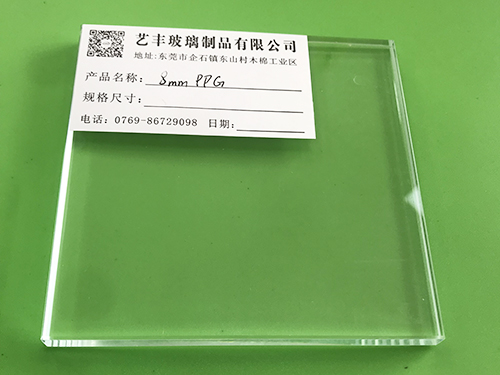 艺丰玻璃制品有限公司
地址:东莞市企石镇东山村木棉工业区
产品名称: 8mm PPG
规格尺寸:
电话: 0769-86729098 日期: